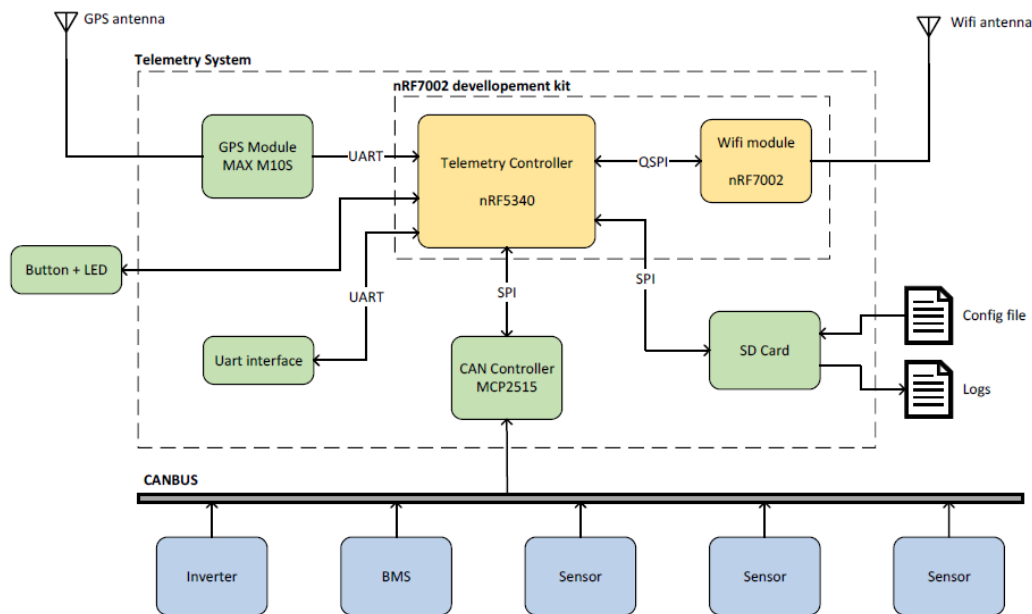 GPS antenna
Wifi antenna
Telemetry System
nRF7002 devellopement kit
GPS Module
MAX M10S
UART
Telemetry Controller
nRF5340
QSPI
Wifi module
nRF7002
Button + LED
UART
SPI
SPI
Config file
Uart interface
CAN Controller
MCP2515
SD Card
Logs
CANBUS
Inverter
BMS
Sensor
Sensor
Sensor